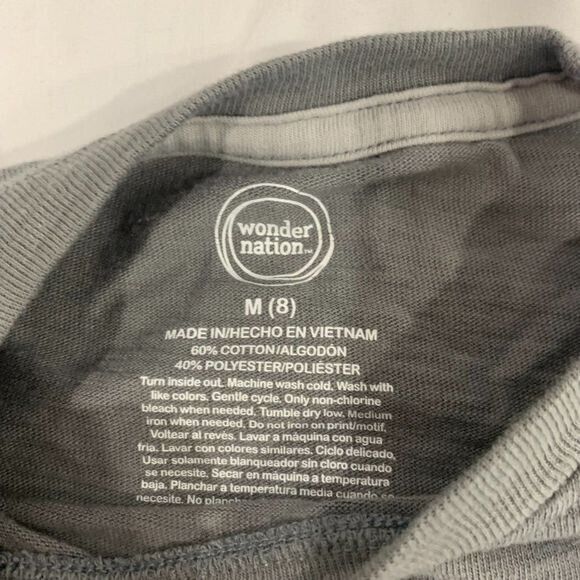 wonder
nation™
M (8)
MADE IN/HECHO EN VIETNAM
60% COTTON/ALGODÓN
40% POLYESTER/POLIÉSTER
Turn inside out. Machine wash cold. Wash with
like colors. Gentle cycle. Only non-chlorine
bleach when needed. Tumble dry low. Medium
iron when needed. Do not iron on print/motif.
Voltear al revés. Lavar a máquina con agua
fría. Lavar con colores similares. Ciclo delicado,
Usar solamente blanqueador sin cloro cuando
se necesite. Secar en máquina a temperatura
baja. Planchar a temperatura media cuando se
necesite. No